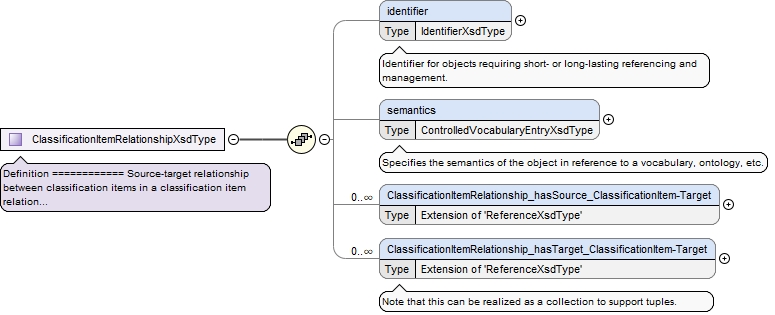 identifier
Type IdentifierXsdType
Identifier for objects requiring short- or long-lasting referencing and
management.
semantics
Type ControlledVocabularyEntryXsdType
Specifies the semantics of the object in reference to a vocabulary, ontology, etc.
ClassificationItemRelationshipXsdType
Definition ============ Source-target relationship
between classification items in a classification item
relation...
0..∞ ClassificationItemRelationship_hasSource_ClassificationItem-Target
Type Extension of 'ReferenceXsdType'
0..∞ ClassificationItemRelationship_hasTarget_ClassificationItem-Target
Type Extension of 'ReferenceXsdType'
Note that this can be realized as a collection to support tuples.